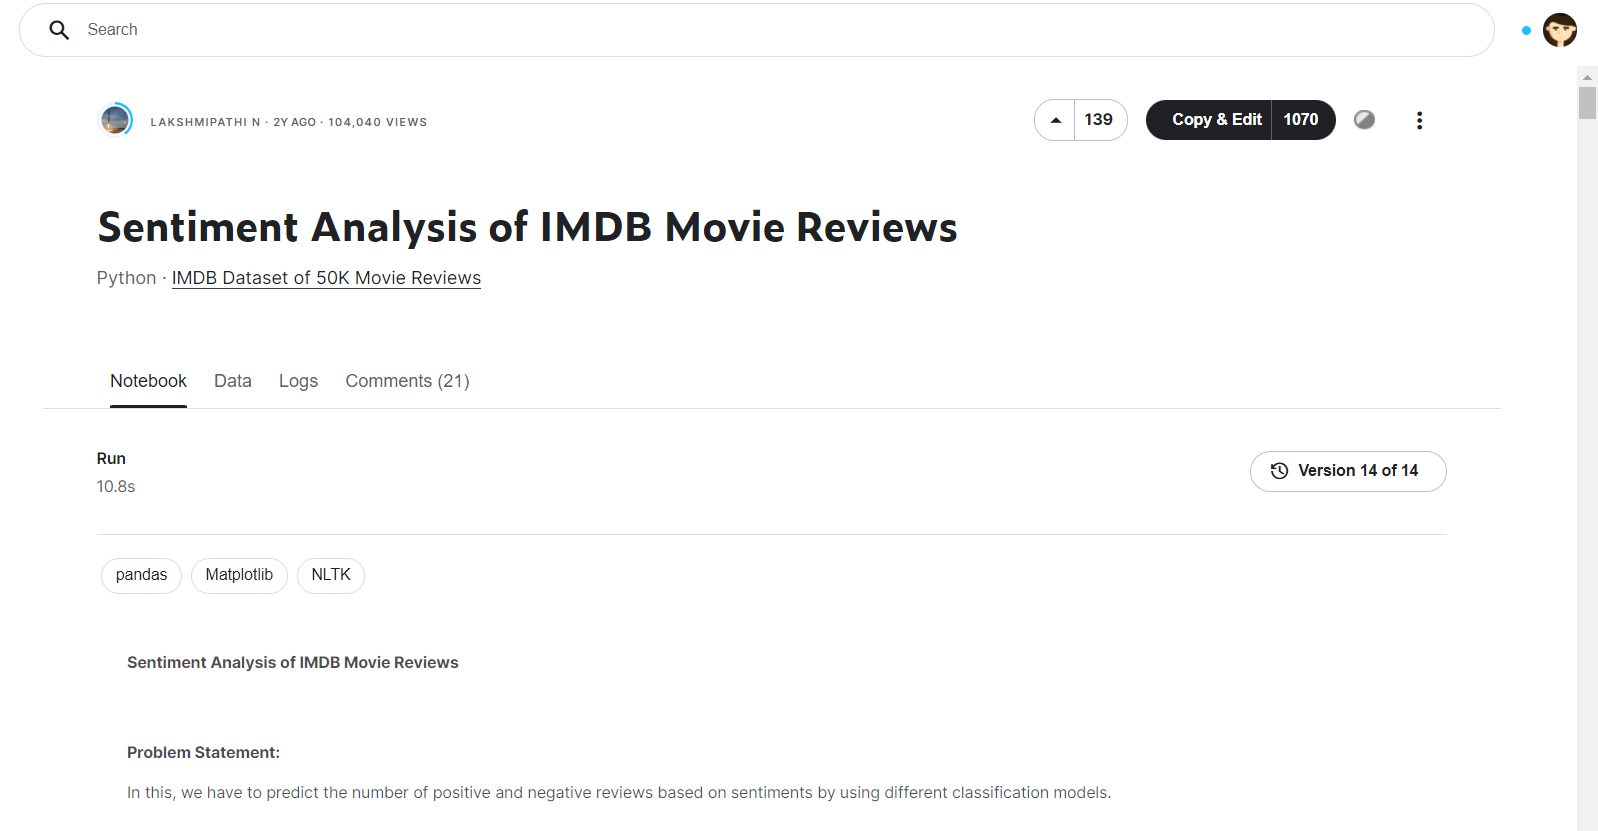 Search
LAKSHMIPATHI N · 2Y AGO · 104,040 VIEWS
139
Copy & Edit 1070
Sentiment Analysis of IMDB Movie Reviews
Python · IMDB Dataset of 50K Movie Reviews
Notebook Data Logs Comments (21)
Run
10.8s
Version 14 of 14
pandas Matplotlib NLTK
Sentiment Analysis of IMDB Movie Reviews
Problem Statement:
In this, we have to predict the number of positive and negative reviews based on sentiments by using different classification models.